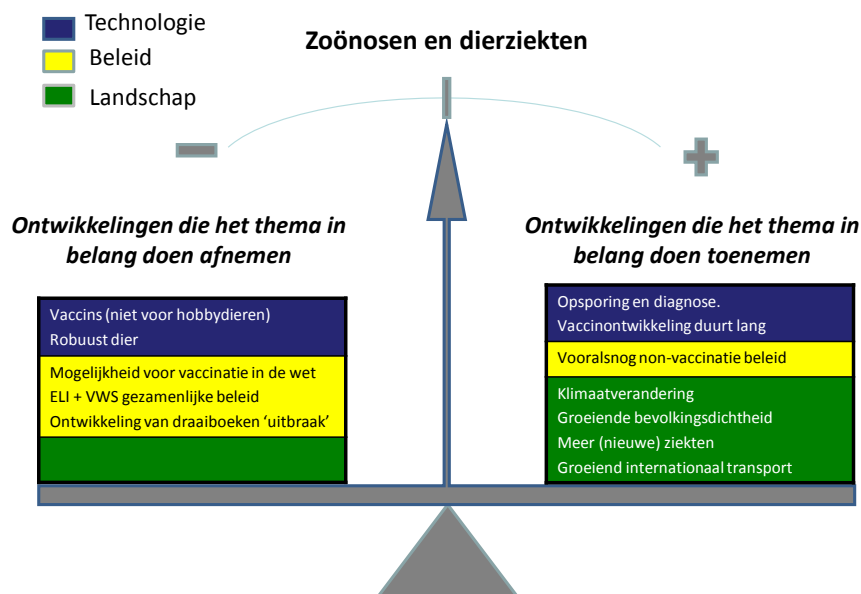 Technologie
Beleid
Landschap
Zoönosen en dierziekten
Ontwikkelingen die het thema in
belang doen afnemen
Vaccins (niet voor hobbydieren)
Robuust dier
Mogelijkheid voor vaccinatie in de wet
ELI + VWS gezamenlijke beleid
Ontwikkeling van draaiboeken ‘uitbraak’
Ontwikkelingen die het thema in
belang doen toenemen
Opsporing en diagnose.
Vaccinontwikkeling duurt lang
Vooralsnog non-vaccinatie beleid
Klimaatverandering
Groeiende bevolkingsdichtheid
Meer (nieuwe) ziekten
Groeiend internationaal transport